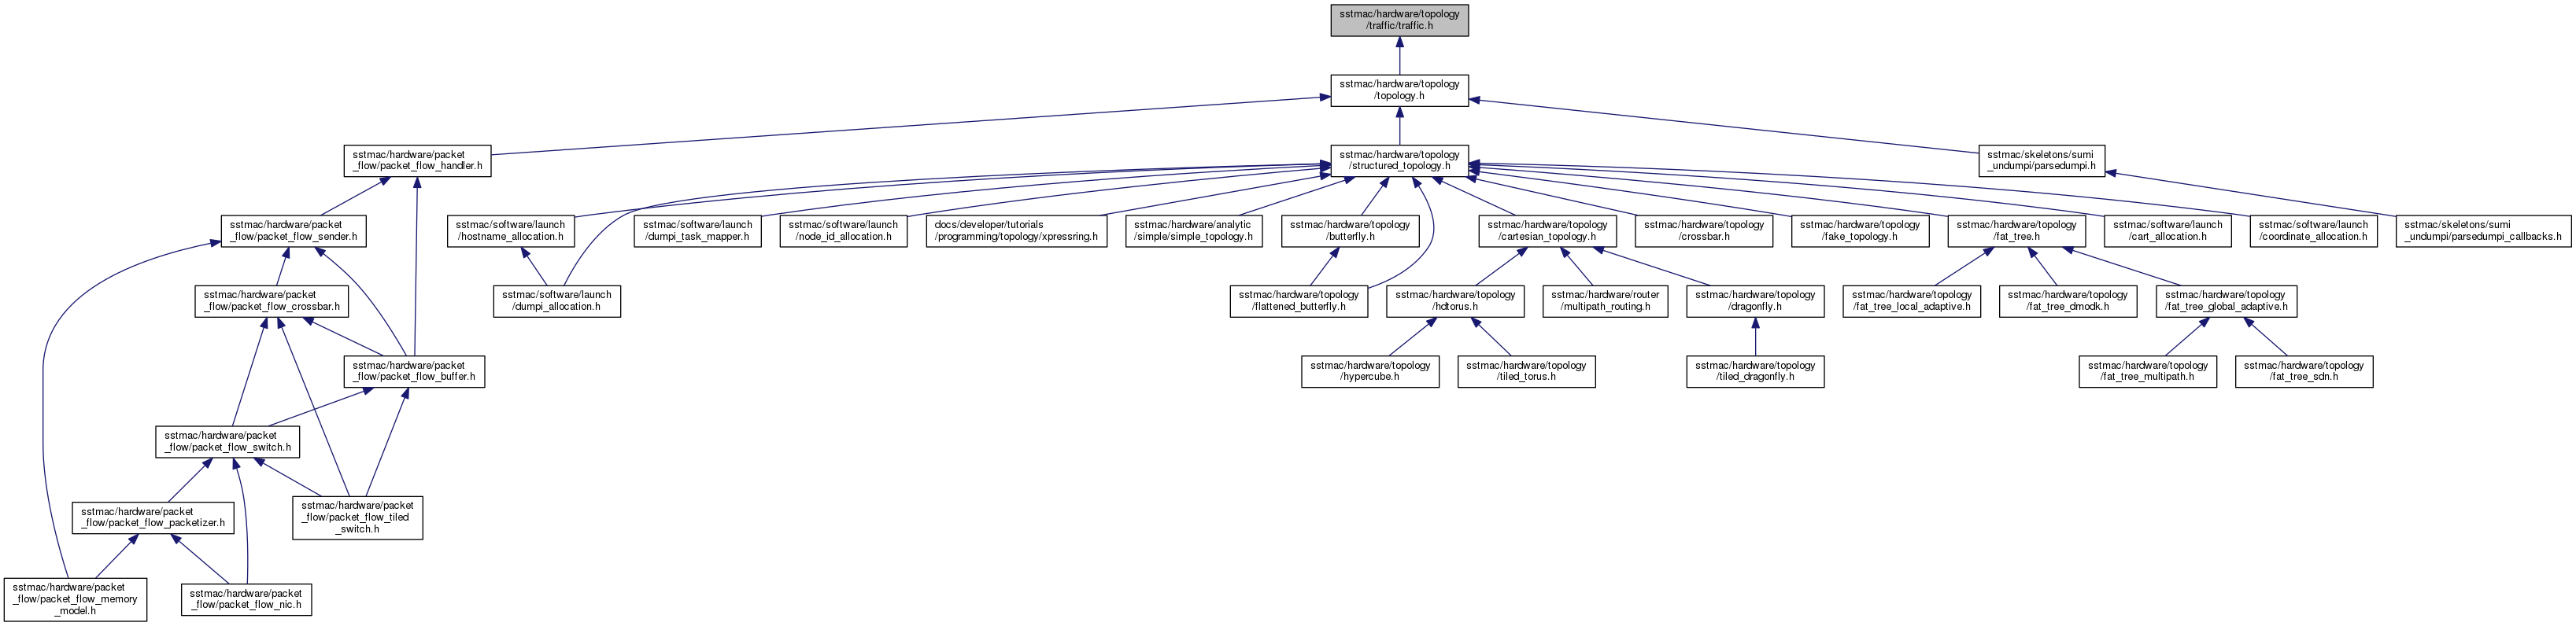 sstmac/hardware/topology
/traffic/traffic.h
sstmac/hardware/topology
/topology.h
sstmac/hardware/packet
_flow/packet_flow_handler.h
sstmac/hardware/topology
/structured_topology.h
sstmac/skeletons/sumi
_undumpi/parsedumpi.h
sstmac/hardware/packet
_flow/packet_flow_sender.h
sstmac/software/launch
/hostname_allocation.h
sstmac/software/launch
/dumpi_task_mapper.h
sstmac/software/launch
/node_id_allocation.h
docs/developer/tutorials
/programming/topology/xpressring.h
sstmac/hardware/analytic
/simple/simple_topology.h
sstmac/hardware/topology
/butterfly.h
sstmac/hardware/topology
/cartesian_topology.h
sstmac/hardware/topology
/crossbar.h
sstmac/hardware/topology
/fake_topology.h
sstmac/hardware/topology
/fat_tree.h
sstmac/software/launch
/cart_allocation.h
sstmac/software/launch
/coordinate_allocation.h
sstmac/skeletons/sumi
_undumpi/parsedumpi_callbacks.h
sstmac/hardware/packet
_flow/packet_flow_crossbar.h
sstmac/software/launch
/dumpi_allocation.h
sstmac/hardware/topology
/flattened_butterfly.h
sstmac/hardware/topology
/hdtorus.h
sstmac/hardware/router
/multipath_routing.h
sstmac/hardware/topology
/dragonfly.h
sstmac/hardware/topology
/fat_tree_local_adaptive.h
sstmac/hardware/topology
/fat_tree_dmodk.h
sstmac/hardware/topology
/fat_tree_global_adaptive.h
sstmac/hardware/packet
_flow/packet_flow_buffer.h
sstmac/hardware/topology
/hypercube.h
sstmac/hardware/topology
/tiled_torus.h
sstmac/hardware/topology
/tiled_dragonfly.h
sstmac/hardware/topology
/fat_tree_multipath.h
sstmac/hardware/topology
/fat_tree_sdn.h
sstmac/hardware/packet
_flow/packet_flow_switch.h
sstmac/hardware/packet
_flow/packet_flow_packetizer.h
sstmac/hardware/packet
_flow/packet_flow_tiled
_switch.h
sstmac/hardware/packet
_flow/packet_flow_memory
_model.h
sstmac/hardware/packet
_flow/packet_flow_nic.h